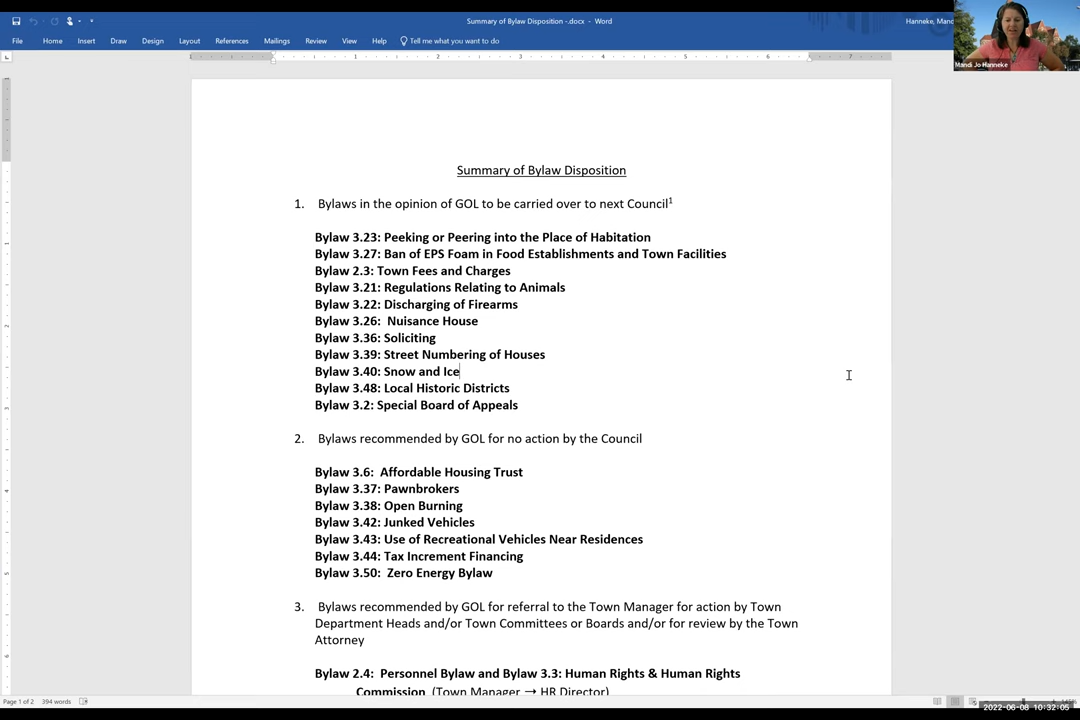 Summary of Bylaw Disposition -.docx - Word
Hanneke, Mand
File Home Insert Draw Design Layout References Mailings Review View Help Tell me what you want to do
Mandi Jo Hanneke
Summary of Bylaw Disposition
1. Bylaws in the opinion of GOL to be carried over to next Council1
Bylaw 3.23: Peeking or Peering into the Place of Habitation
Bylaw 3.27: Ban of EPS Foam in Food Establishments and Town Facilities
Bylaw 2.3: Town Fees and Charges
Bylaw 3.21: Regulations Relating to Animals
Bylaw 3.22: Discharging of Firearms
Bylaw 3.26: Nuisance House
Bylaw 3.36: Soliciting
Bylaw 3.39: Street Numbering of Houses
Bylaw 3.40: Snow and Ice
Bylaw 3.48: Local Historic Districts
Bylaw 3.2: Special Board of Appeals
2. Bylaws recommended by GOL for no action by the Council
Bylaw 3.6: Affordable Housing Trust
Bylaw 3.37: Pawnbrokers
Bylaw 3.38: Open Burning
Bylaw 3.42: Junked Vehicles
Bylaw 3.43: Use of Recreational Vehicles Near Residences
Bylaw 3.44: Tax Increment Financing
Bylaw 3.50: Zero Energy Bylaw
3. Bylaws recommended by GOL for referral to the Town Manager for action by Town
Department Heads and/or Town Committees or Boards and/or for review by the Town
Attorney
Bylaw 2.4: Personnel Bylaw and Bylaw 3.3: Human Rights & Human Rights
Commission (Town Manager → HR Director)
Page 1 of 2 394 words
2022-06-08 10:32:05